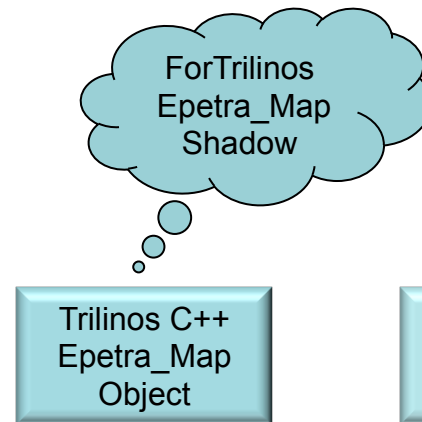 ForTrilinos
Epetra_Map
Shadow
Trilinos C++
Epetra_Map
Object